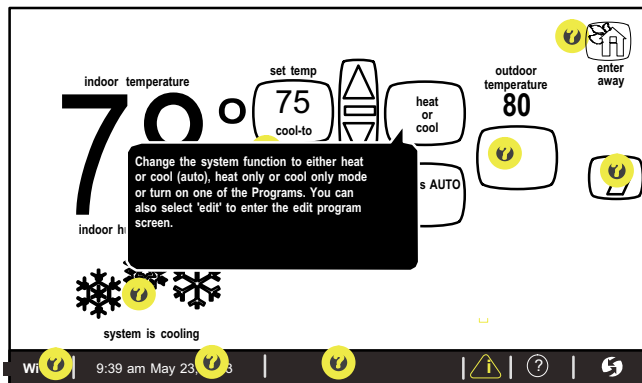 indoor temperature
set temp
75
cool-to
heat
or
cool
outdoor
temperature
80
enter
away
Change the system function to either heat
or cool (auto), heat only or cool only mode
or turn on one of the Programs. You can
also select 'edit' to enter the edit program
screen.
AUTO
indoor
system is cooling
9:39 am May 23,